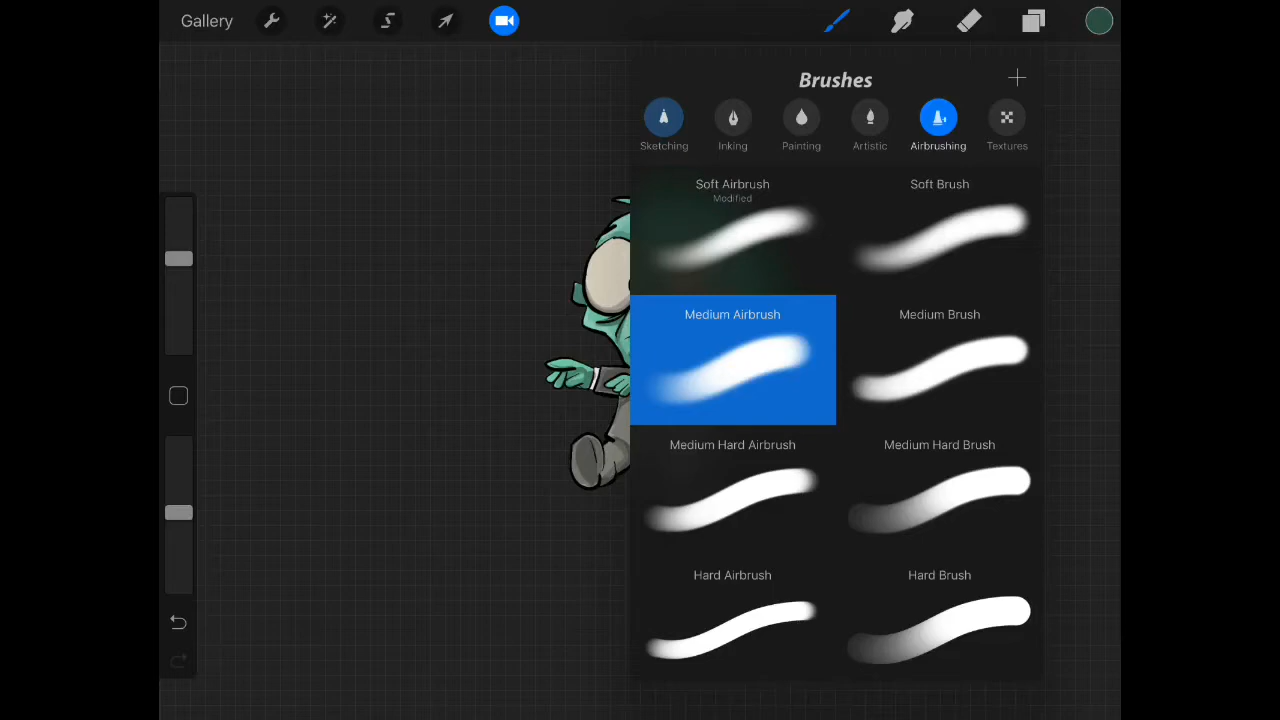 Gallery
Brushes
Sketching Inking Painting Artistic Airbrushing Textures
Soft Airbrush Soft Brush
Modified
Medium Airbrush Medium Brush
Medium Hard Airbrush Medium Hard Brush
Hard Airbrush Hard Brush